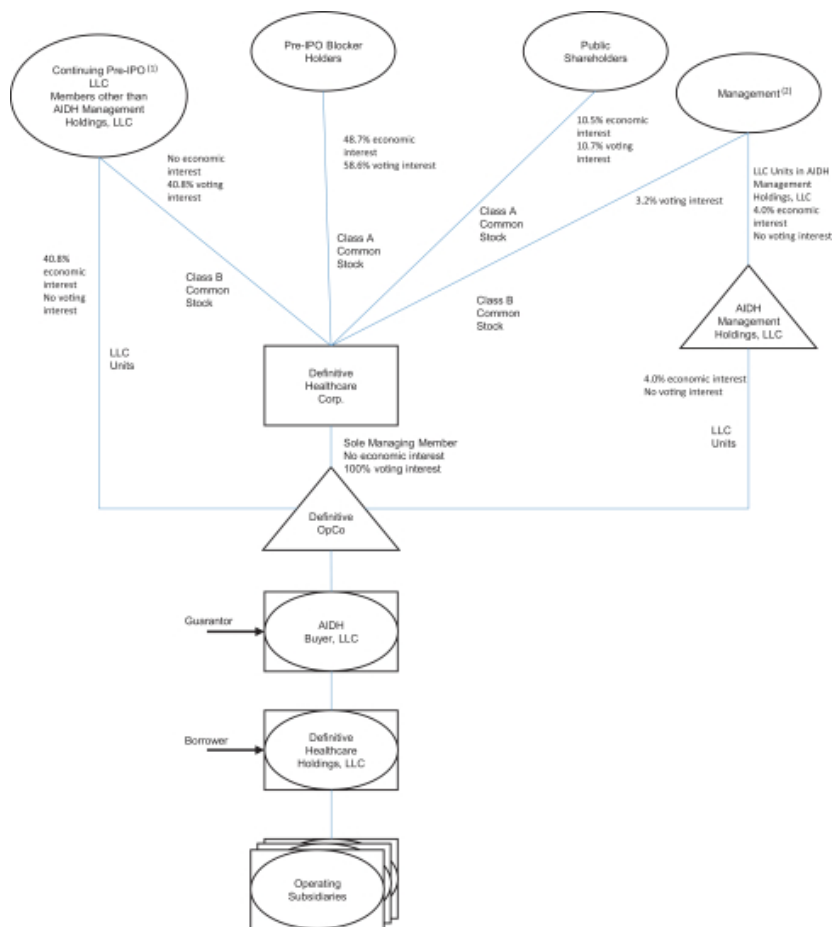 Continuing Pre-IPO (1)
LLC
Members other than
AIDH Management
Holdings, LLC
Pre-IPO Blocker
Holders
Public
Shareholders
Management (2)
No economic
interest
40.8% voting
interest
48.7% economic
interest
58.6% voting interest
10.5% economic
interest
10.7% voting
interest
3.2% voting interest
LLC Units in AIDH
Management
Holdings, LLC
4.0% economic
interest
No voting interest
40.8%
economic
interest
No voting
interest
Class B
Common
Stock
Class A
Common
Stock
Class A
Common
Stock
Class B
Common
Stock
AIDH
Management
Holdings, LLC
LLC
Units
Definitive
Healthcare
Corp.
4.0% economic interest
No voting interest
LLC
Units
Sole Managing Member
No economic interest
100% voting interest
Definitive
OpCo
Guarantor
AIDH
Buyer, LLC
Borrower
Definitive
Healthcare
Holdings, LLC
Operating
Subsidiaries